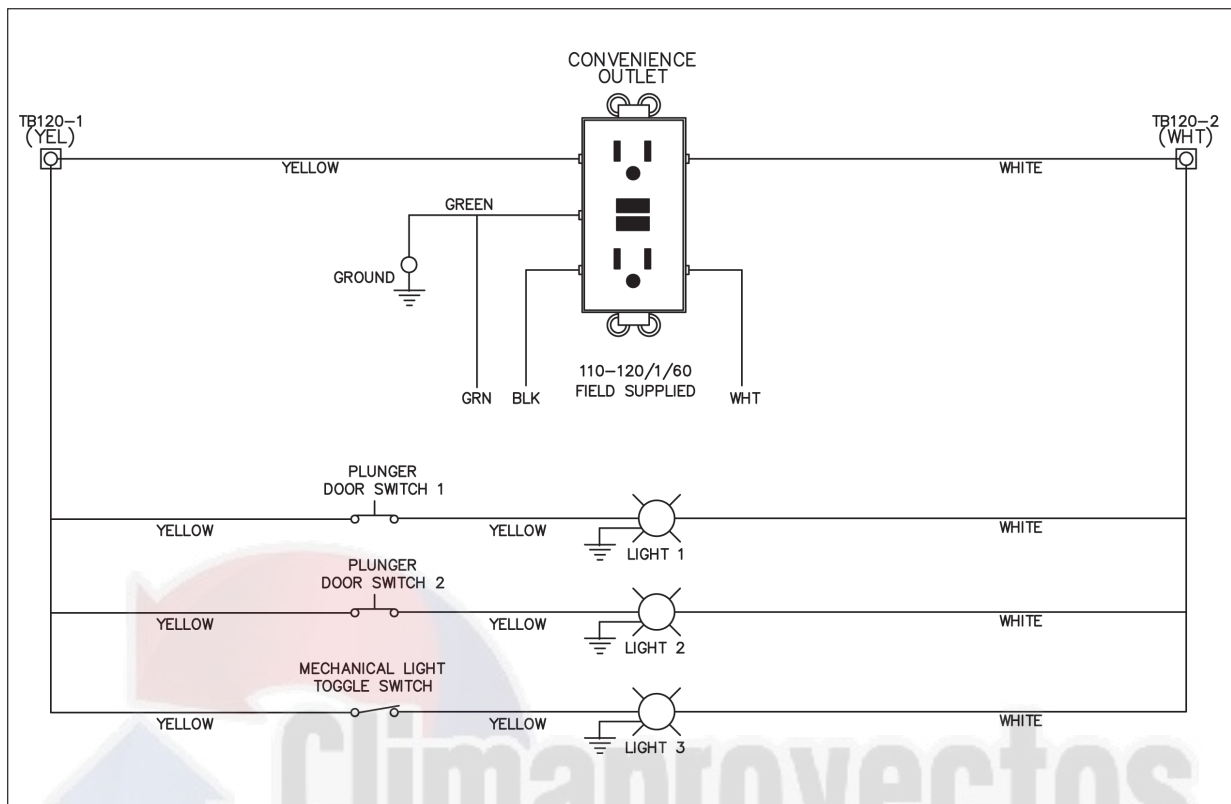 CONVENIENCE
OUTLET
TB120-1
(YEL)
TB120-2
(WHT)
YELLOW
WHITE
GREEN
GROUND
110-120/1/60
FIELD SUPPLIED
GRN
BLK
WHT
PLUNGER
DOOR SWITCH 1
YELLOW
YELLOW
LIGHT 1
WHITE
PLUNGER
DOOR SWITCH 2
YELLOW
YELLOW
LIGHT 2
WHITE
MECHANICAL LIGHT
TOGGLE SWITCH
YELLOW
YELLOW
LIGHT 3
WHITE
Climaproyectos